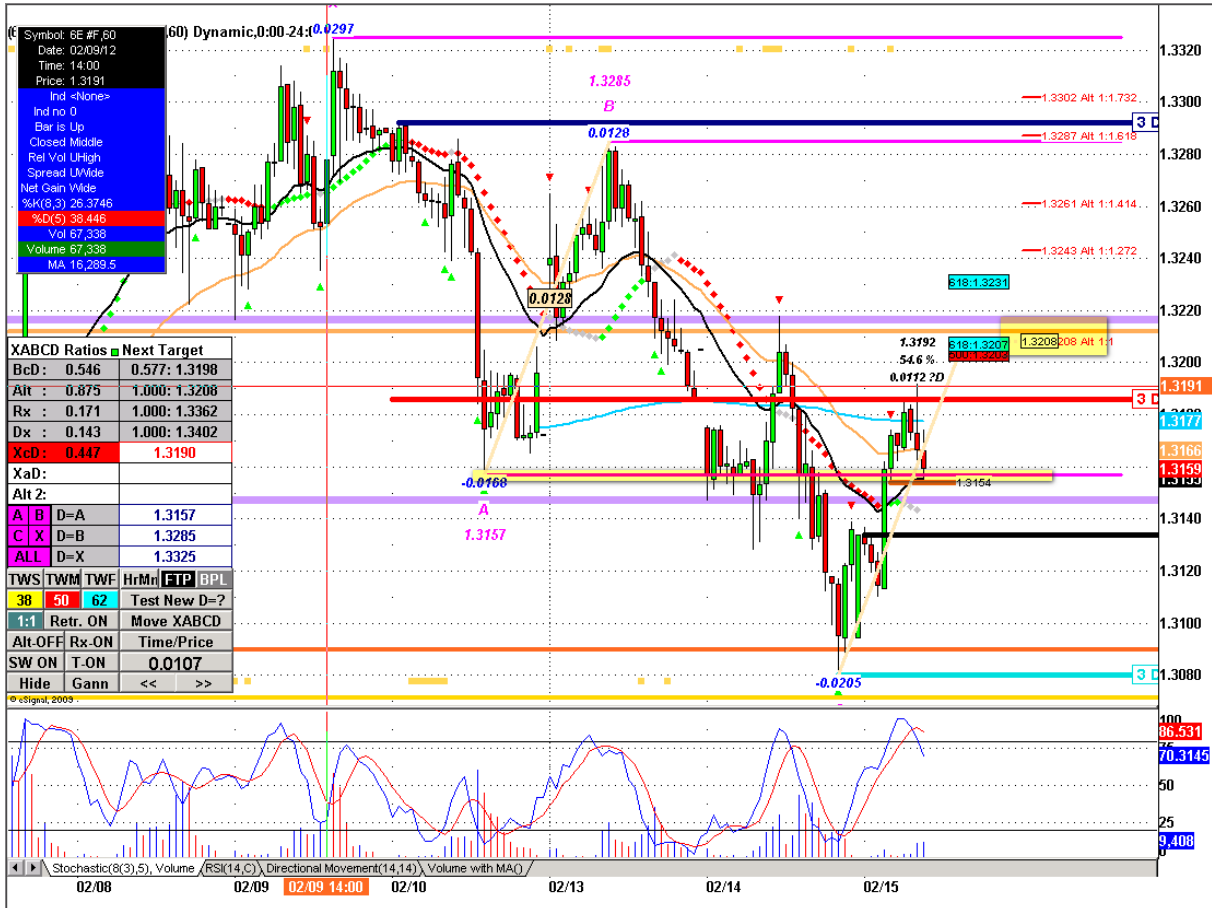 60) Dynamic,0:00-24:0
0.0297
Symbol: 6E #F,60
Date: 02/09/12
Time: 14:00
Price: 1.3191
Ind <None>
Ind no 0
Bar is Up
Closed Middle
Rel Vol UHigh
Spread UWide
Net Gain Wide
%K(8,3) 26.3746
%D(5) 38.446
Vol 67,338
Volume 67,338
MA 16,289.5
1.3285
B
0.0128
0.0128
-0.0168
A
1.3157
-0.0205
1.3302 Alt 1:1.732
3 D
1.3287 Alt 1:1.618
1.3261 Alt 1:1.414
1.3243 Alt 1:1.272
618:1.3231
1.3192
54.6 %
0.0112 ?D
618:1.3207
500:1.3203
1.3208
208 Alt 1:1
3 D
1.3154
3 D
1.3320
1.3300
1.3280
1.3260
1.3240
1.3220
1.3200
1.3191
1.3177
1.3166
1.3159
1.3140
1.3120
1.3100
1.3080
XABCD Ratios Next Target
BcD: 0.546 0.577: 1.3198
Alt : 0.875 1.000: 1.3208
Rx : 0.171 1.000: 1.3362
Dx : 0.143 1.000: 1.3402
XcD: 0.447 1.3190
XaD:
Alt 2:
A B D=A 1.3157
C X D=B 1.3285
ALL D=X 1.3325
TWS TWM TWF HrMn FTP BPL
38 50 62 Test New D=?
1:1 Retr. ON Move XABCD
Alt-OFF Rx-ON Time/Price
SW ON T-ON 0.0107
Hide Gann << >>
© eSignal, 2009
100
86.531
75
70.3145
50
25
9.408
0
Stochastic(8(3),5), Volume RSI(14,C) Directional Movement(14,14) Volume with MA()
02/08 02/09 02/09 14:00 02/10 02/13 02/14 02/15